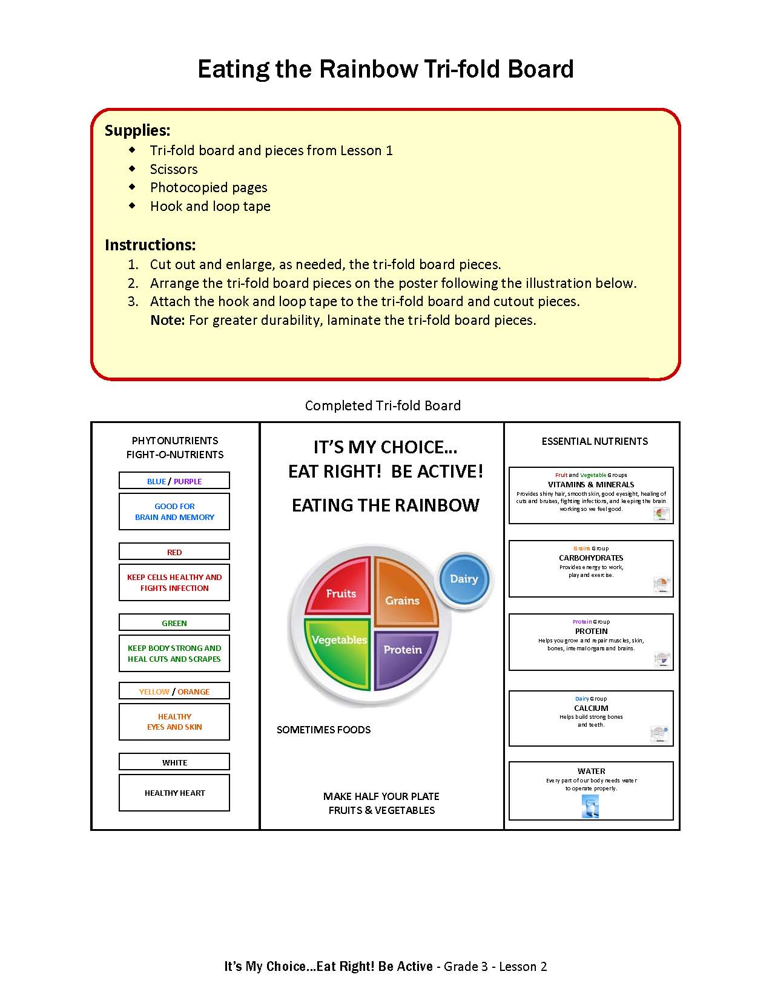 Eating the Rainbow Tri-fold Board
Supplies:
◆ Tri-fold board and pieces from Lesson 1
◆ Scissors
◆ Photocopied pages
◆ Hook and loop tape
Instructions:
1. Cut out and enlarge, as needed, the tri-fold board pieces.
2. Arrange the tri-fold board pieces on the poster following the illustration below.
3. Attach the hook and loop tape to the tri-fold board and cutout pieces.
Note: For greater durability, laminate the tri-fold board pieces.
Completed Tri-fold Board
PHYTONUTRIENTS
FIGHT-O-NUTRIENTS
BLUE / PURPLE
GOOD FOR
BRAIN AND MEMORY
RED
KEEP CELLS HEALTHY AND
FIGHTS INFECTION
GREEN
KEEP BODY STRONG AND
HEAL CUTS AND SCRAPES
YELLOW / ORANGE
HEALTHY
EYES AND SKIN
WHITE
HEALTHY HEART
IT'S MY CHOICE...
EAT RIGHT! BE ACTIVE!
EATING THE RAINBOW
Fruits
Grains
Dairy
Vegetables
Protein
SOMETIMES FOODS
MAKE HALF YOUR PLATE
FRUITS & VEGETABLES
ESSENTIAL NUTRIENTS
Fruit and Vegetable Groups
VITAMINS & MINERALS
Provides shiny hair, smooth skin, good eyesight, healing of
cuts and bruises, fighting infections, and keeping the brain
working so we feel good.
Grains Group
CARBOHYDRATES
Provides energy to work,
play and exercise.
Protein Group
PROTEIN
Helps you grow and repair muscles, skin,
bones, internal organs and brains.
Dairy Group
CALCIUM
Helps build strong bones
and teeth.
WATER
Every part of our body needs water
to operate properly.
It's My Choice...Eat Right! Be Active - Grade 3 - Lesson 2